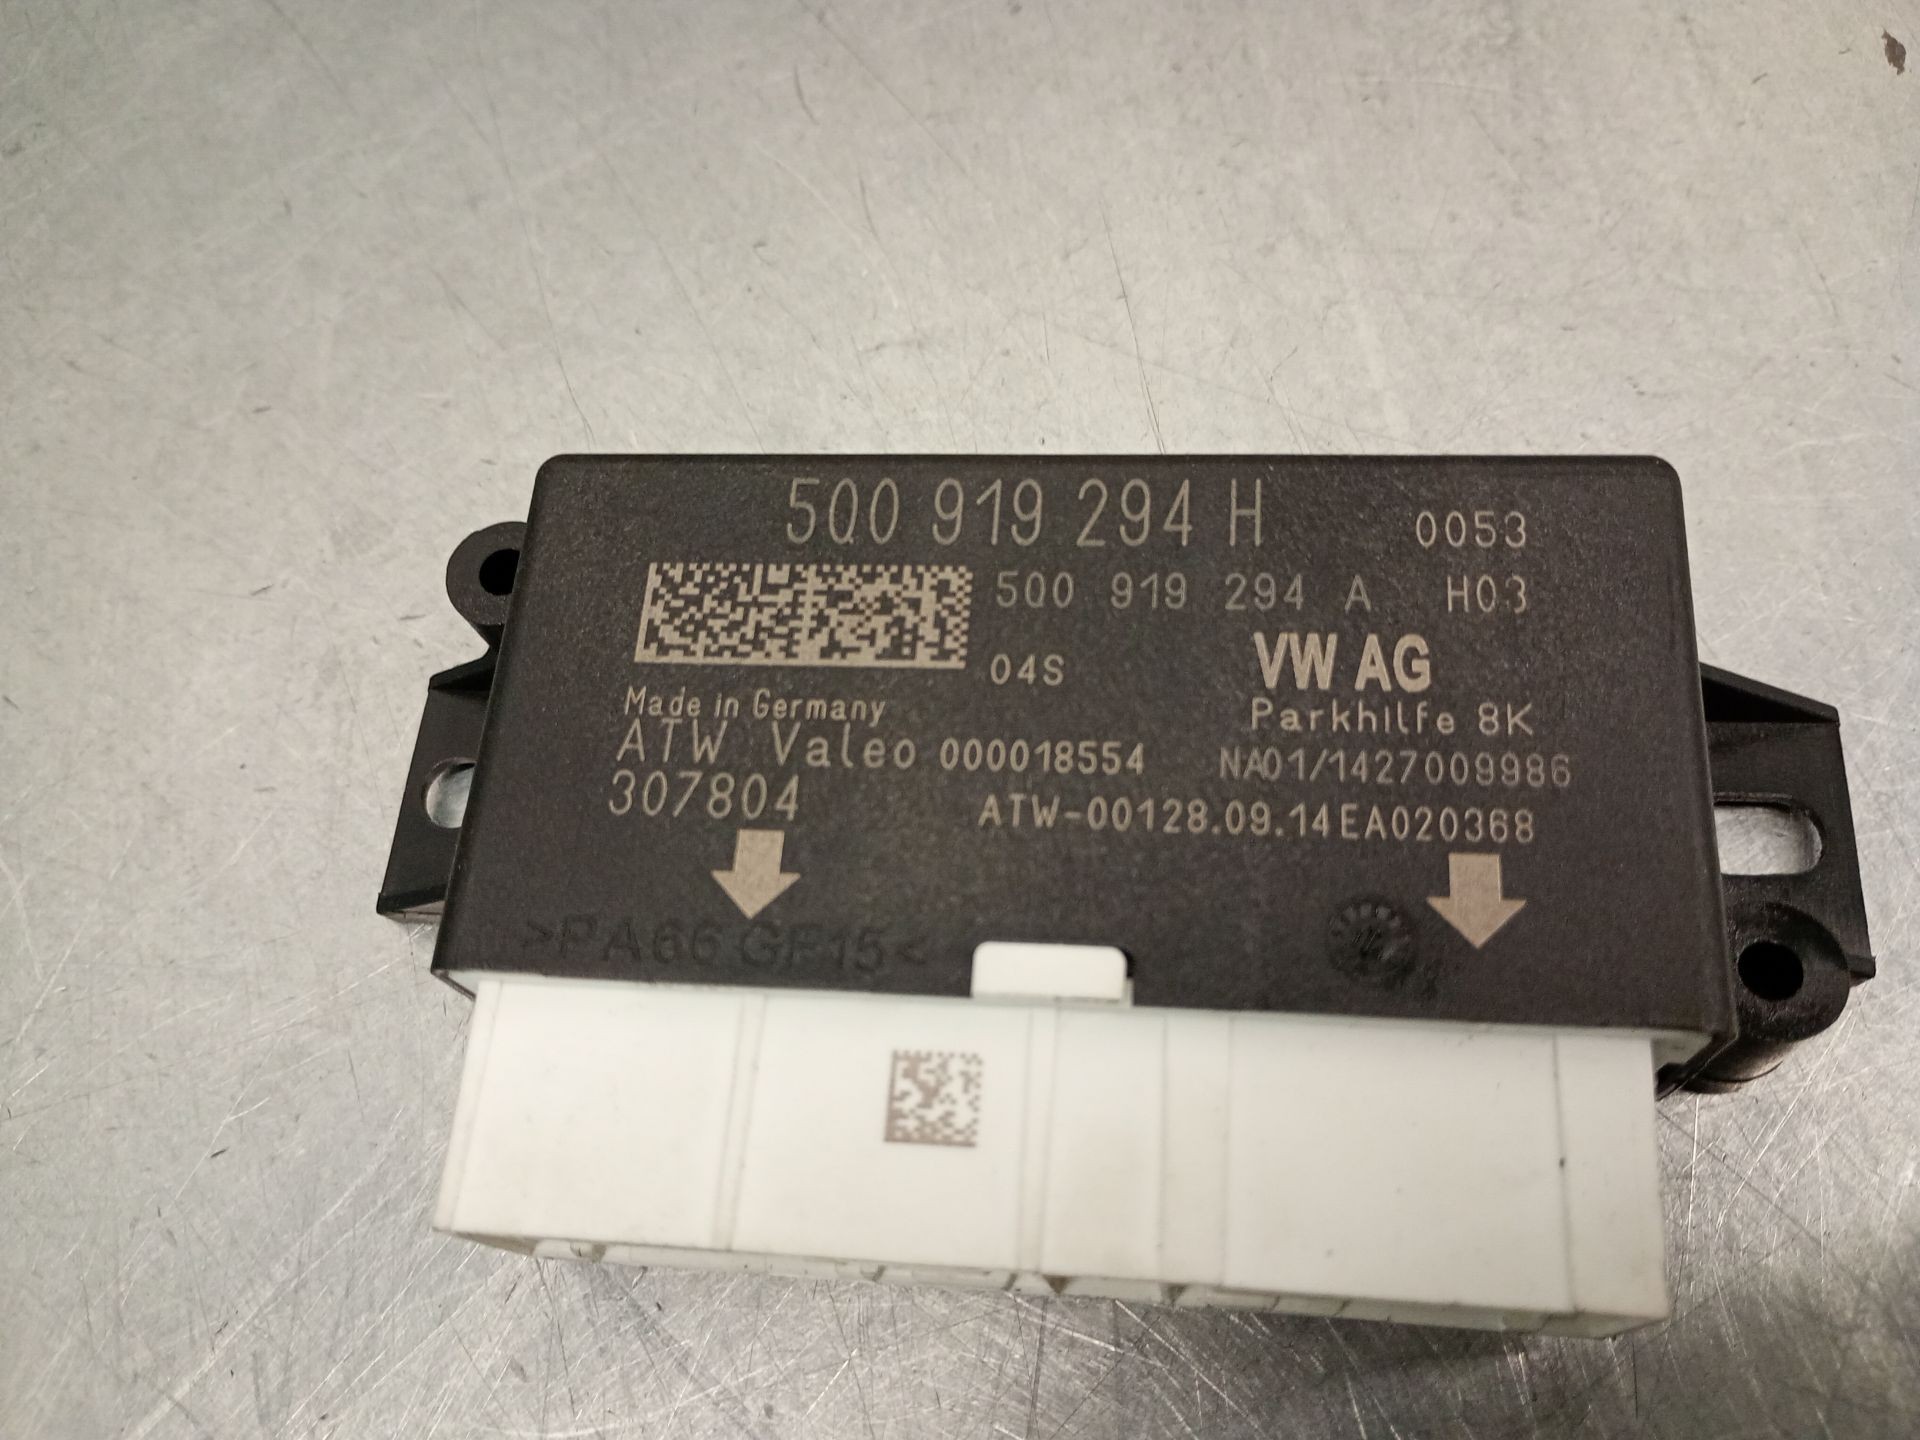 5Q0 919 294 H 0053
5Q0 919 294 A H03
04S VW AG
Made in Germany Parkhilfe 8K
ATW Valeo 000018554 NA01/1427009986
307804 ATW-00128.09.14EA020368
>PA66 GF15<